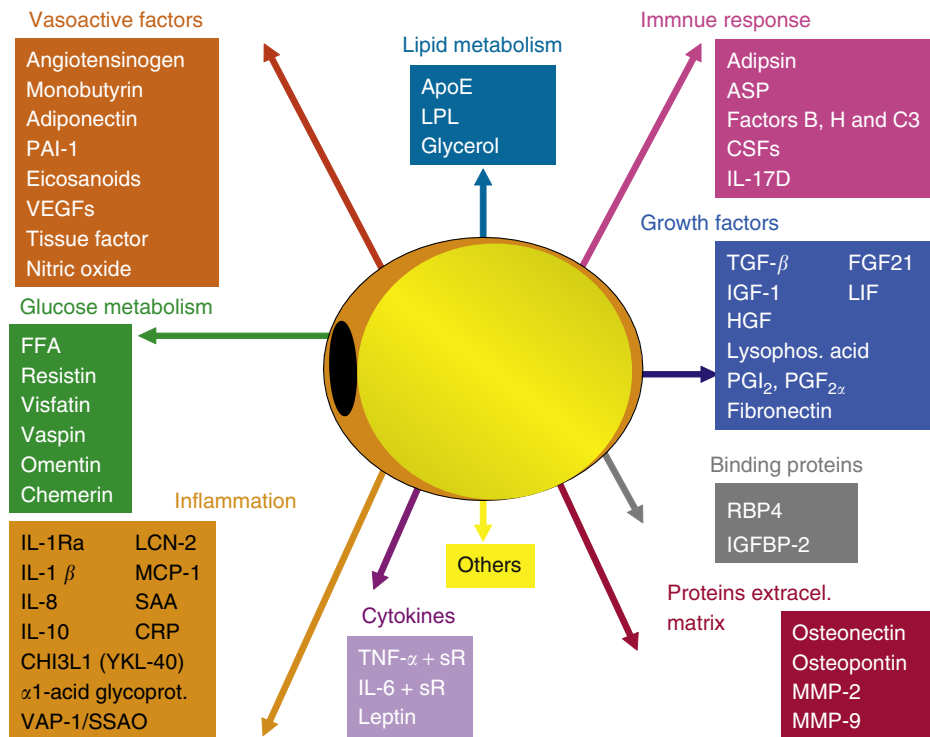 Vasoactive factors
Angiotensinogen
Monobutyrin
Adiponectin
PAI-1
Eicosanoids
VEGFs
Tissue factor
Nitric oxide
Lipid metabolism
ApoE
LPL
Glycerol
Immnue response
Adipsin
ASP
Factors B, H and C3
CSFs
IL-17D
Growth factors
TGF-β FGF21
IGF-1 LIF
HGF
Lysophos. acid
PGI₂, PGF₂α
Fibronectin
Glucose metabolism
FFA
Resistin
Visfatin
Vaspin
Omentin
Chemerin
Binding proteins
RBP4
IGFBP-2
Inflammation
IL-1Ra LCN-2
IL-1 β MCP-1
IL-8 SAA
IL-10 CRP
CHI3L1 (YKL-40)
α1-acid glycoprot.
VAP-1/SSAO
Others
Cytokines
TNF-α + sR
IL-6 + sR
Leptin
Proteins extracel.
matrix
Osteonectin
Osteopontin
MMP-2
MMP-9